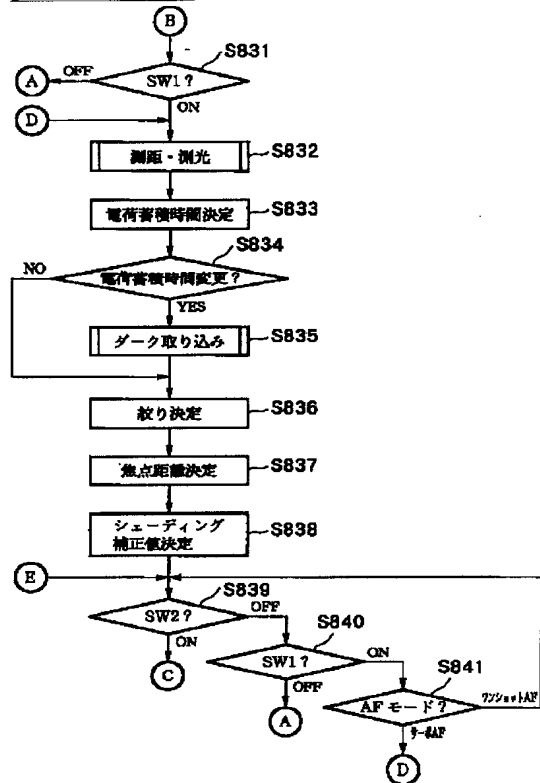 B
S831
OFF
A
SW1?
ON
D
測距・測光
S832
電荷蓄積時間決定
S833
S834
NO
電荷蓄積時間変更?
YES
ダーク取り込み
S835
絞り決定
S836
焦点距離決定
S837
シェーディング
補正値決定
S838
E
S839
SW2?
OFF
ON
C
S840
SW1?
ON
OFF
A
S841
AFモード?
ワンショットAF
サーボAF
D